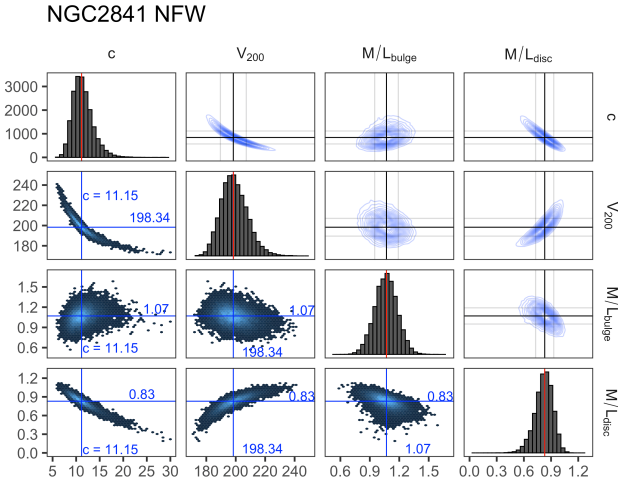 NGC2841 NFW
c V₂₀₀ M/L_bulge M/L_disc
3000
2000
1000
0
c
240
220
200
180
c = 11.15
198.34
V₂₀₀
1.5
1.2
0.9
0.6
1.07
c = 11.15
1.07
198.34
M/L_bulge
1.2
0.9
0.6
0.3
0.0
0.83
c = 11.15
0.83
198.34
0.83
1.07
M/L_disc
5 10 15 20 25 30
180 200 220 240
0.6 0.9 1.2 1.5
0.0 0.3 0.6 0.9 1.2